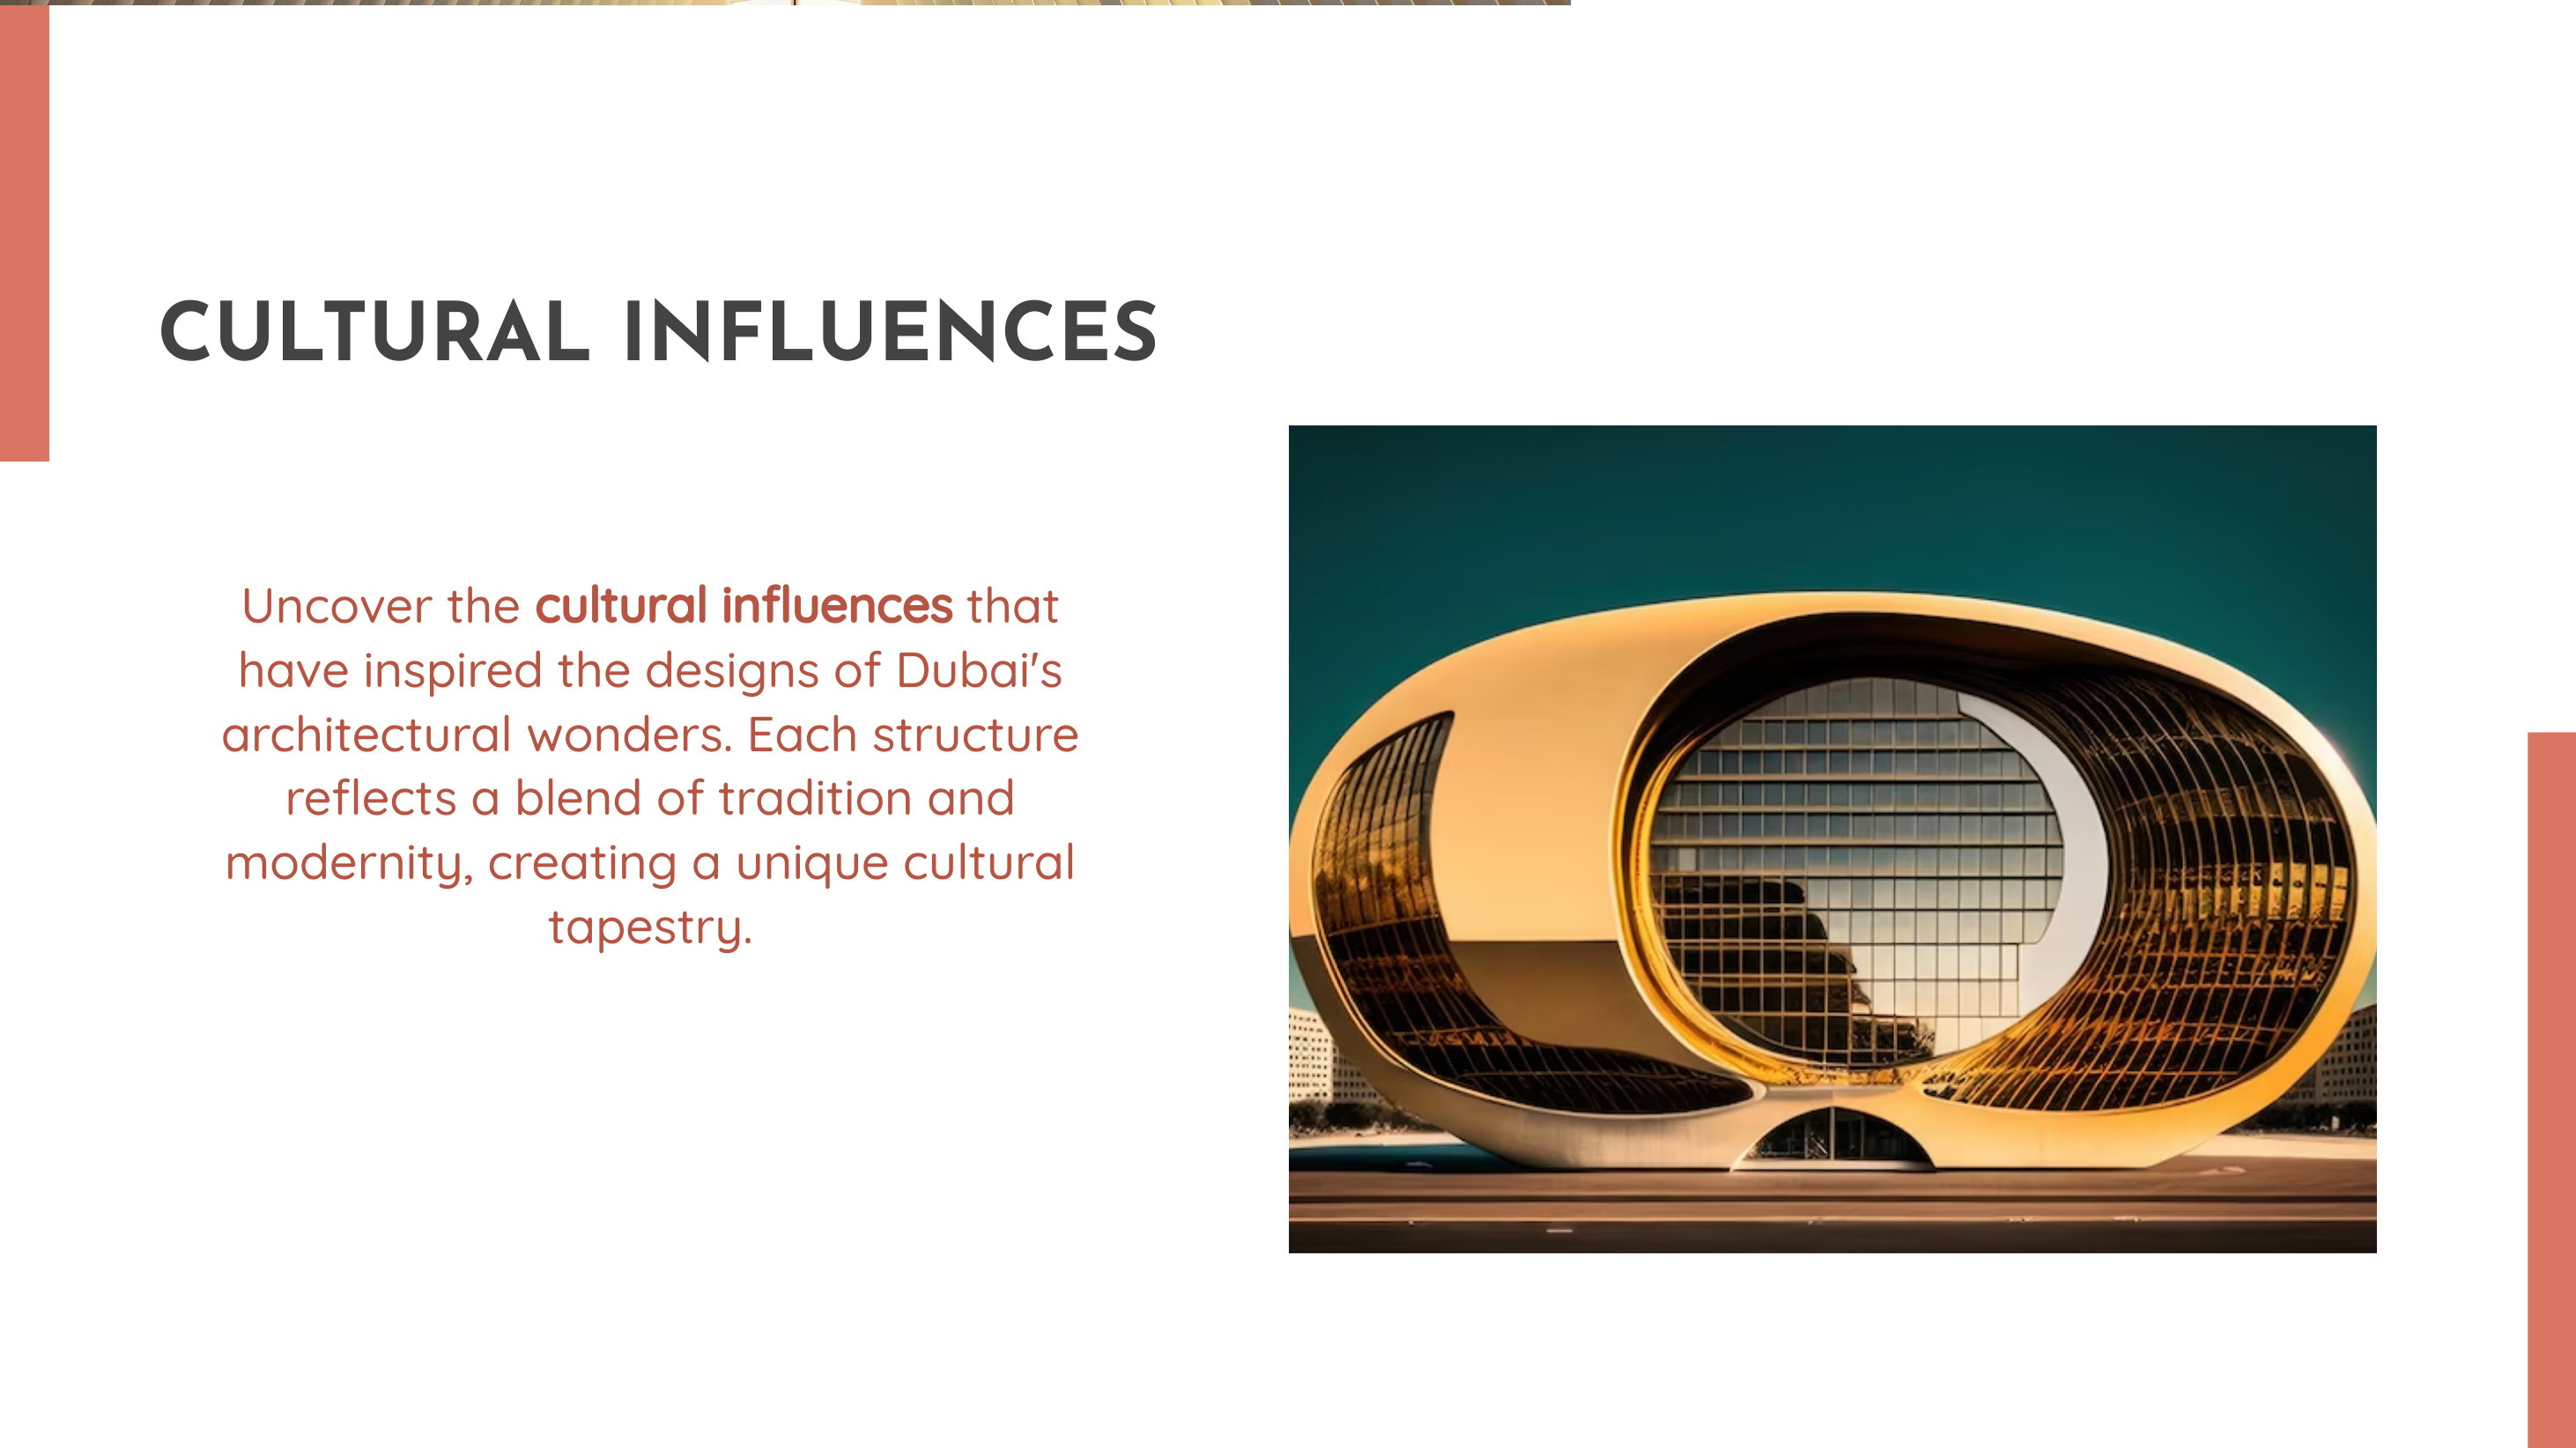 CULTURAL INFLUENCES
Uncover the cultural influences that
have inspired the designs of Dubai's
architectural wonders. Each structure
reflects a blend of tradition and
modernity, creating a unique cultural
tapestry.